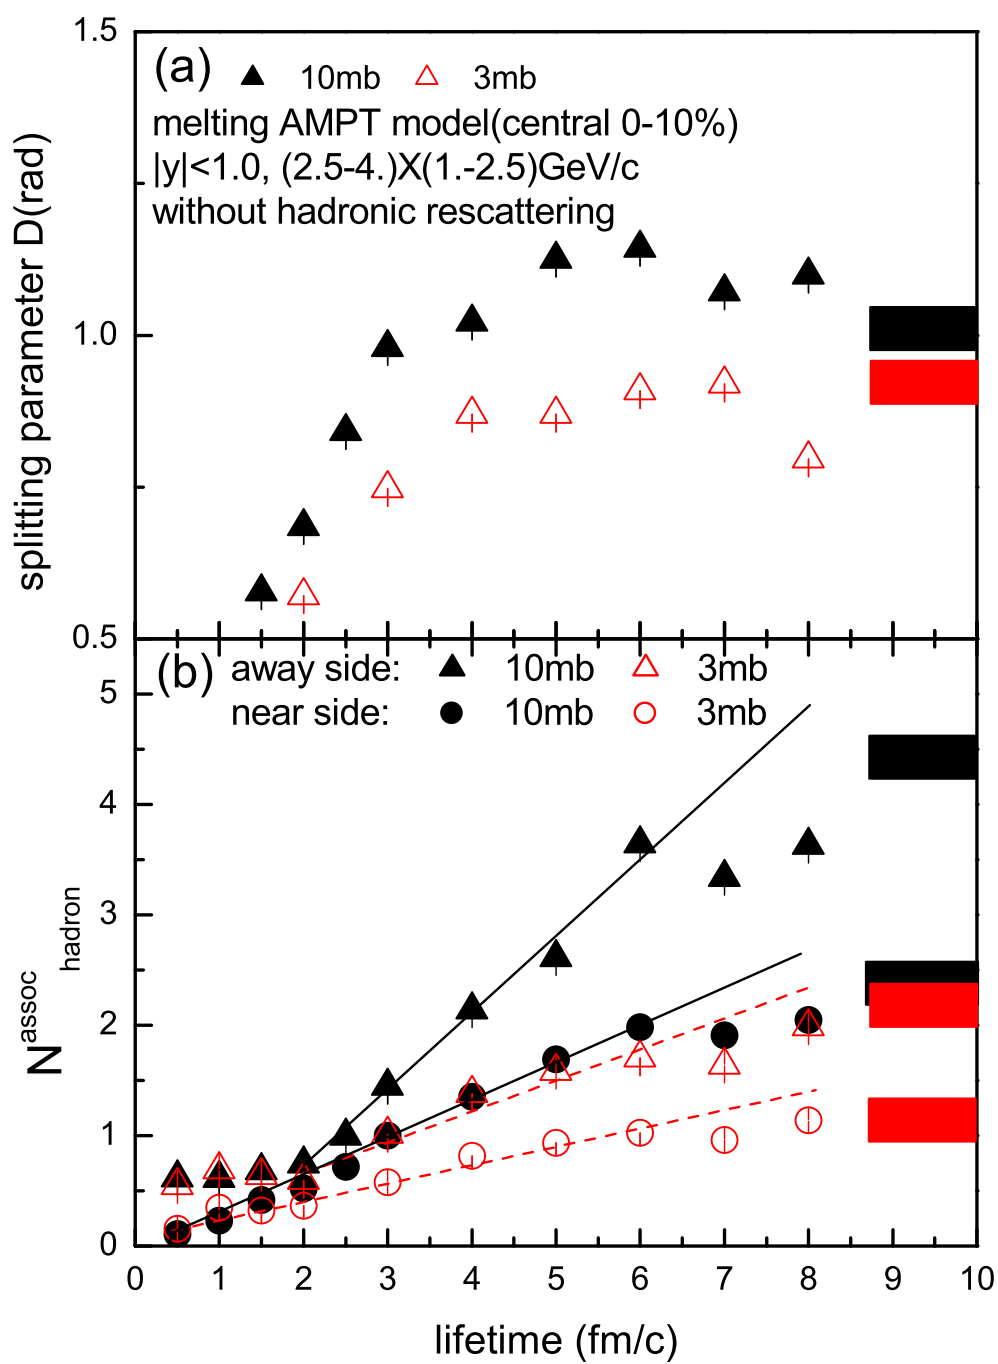 1.5
(a) 10mb 3mb
melting AMPT model(central 0-10%)
|y|<1.0, (2.5-4.)X(1.-2.5)GeV/c
without hadronic rescattering
splitting parameter D(rad)
1.0
0.5
(b) away side: 10mb 3mb
near side: 10mb 3mb
5
4
3
2
1
0
N^assoc_hadron
0 1 2 3 4 5 6 7 8 9 10
lifetime (fm/c)